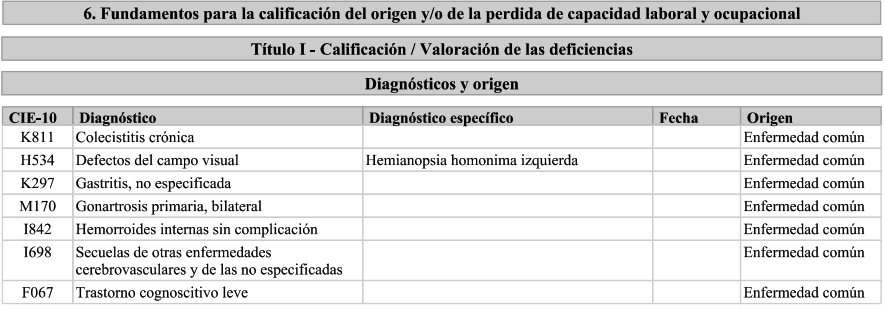 6. Fundamentos para la calificación del origen y/o de la perdida de capacidad laboral y ocupacional
Título I - Calificación / Valoración de las deficiencias
Diagnósticos y origen
CIE-10 Diagnóstico Diagnóstico específico Fecha Origen
K811 Colecistitis crónica Enfermedad común
H534 Defectos del campo visual Hemianopsia homonima izquierda Enfermedad común
K297 Gastritis, no especificada Enfermedad común
M170 Gonartrosis primaria, bilateral Enfermedad común
I842 Hemorroides internas sin complicación Enfermedad común
I698 Secuelas de otras enfermedades Enfermedad común
cerebrovasculares y de las no especificadas
F067 Trastorno cognoscitivo leve Enfermedad común